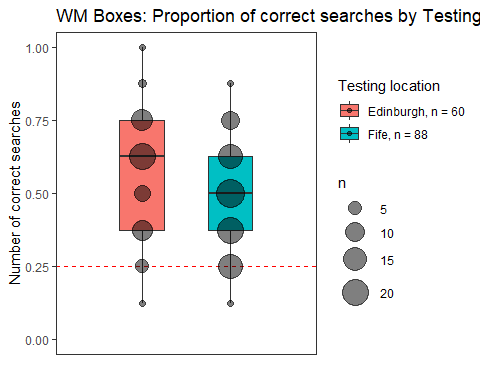 WM Boxes: Proportion of correct searches by Testing
Number of correct searches
1.00
0.75
0.50
0.25
0.00
Testing location
Edinburgh, n = 60
Fife, n = 88
n
5
10
15
20